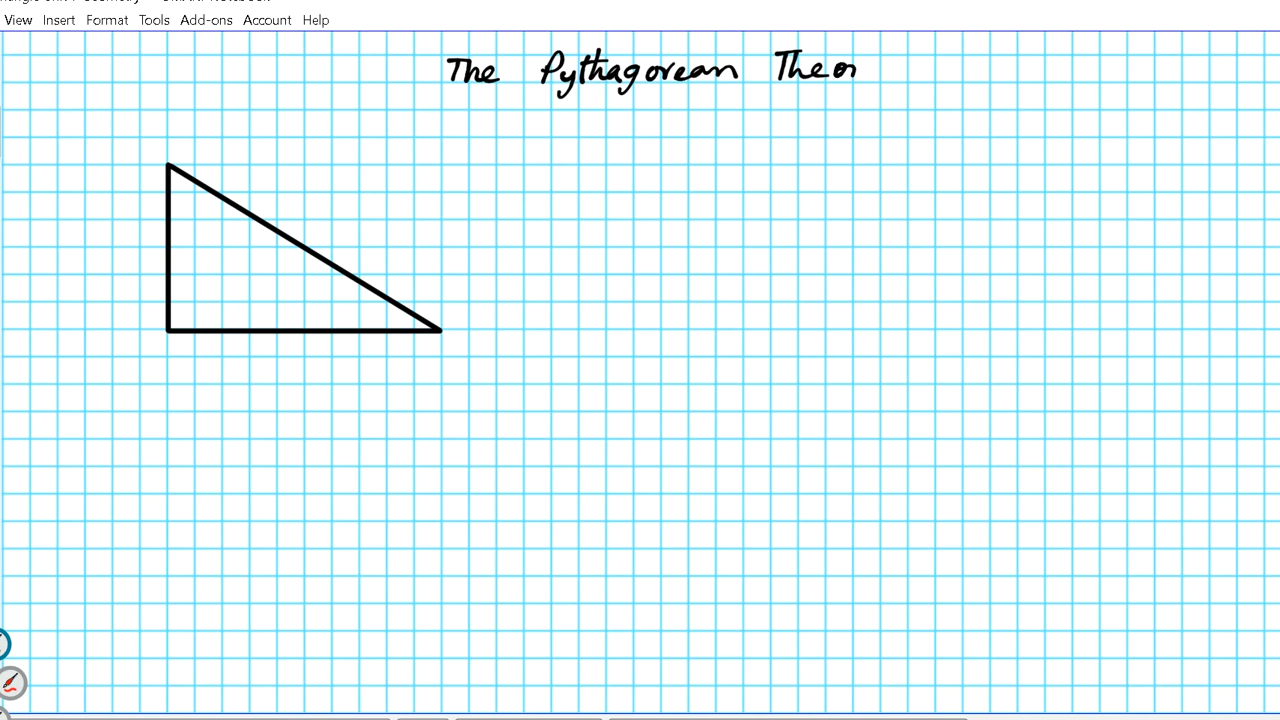 View Insert Format Tools Add-ons Account Help
The Pythagorean Theor